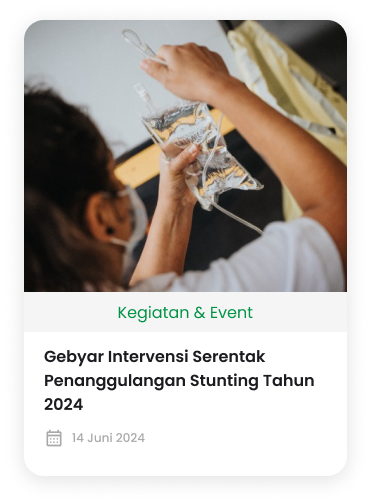 Kegiatan & Event
Gebyar Intervensi Serentak
Penanggulangan Stunting Tahun
2024
14 Juni 2024